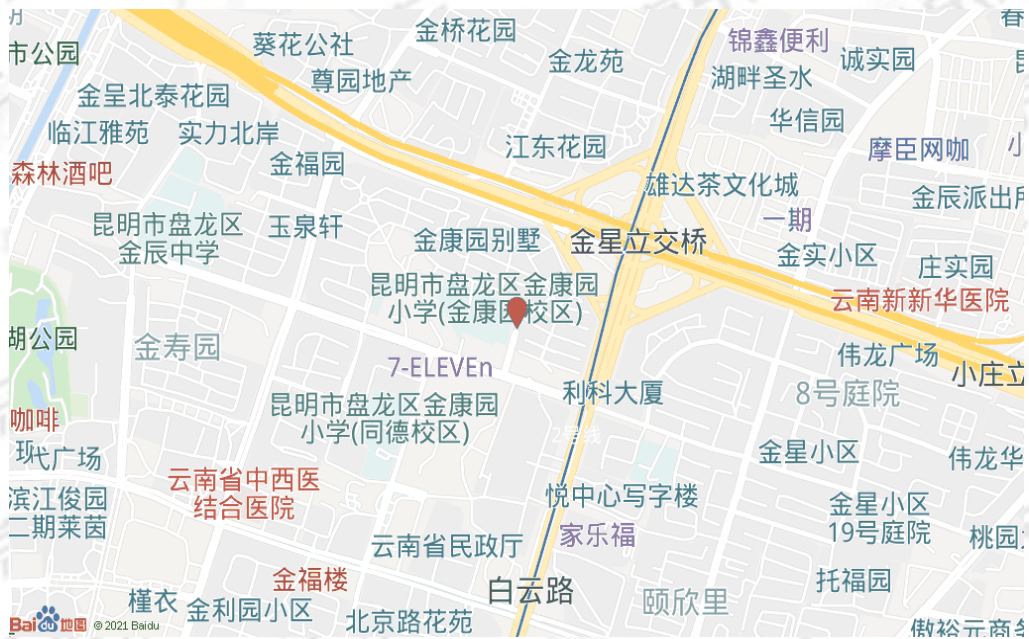 金桥花园
春
锦鑫便利
葵花公社
市公园
金龙苑
诚实园
尊园地产
湖畔圣水
金呈北泰花园
华信园
临江雅苑
实力北岸
江东花园
摩臣网咖
金福园
森林酒吧
雄达茶文化城
金辰派出所
昆明市盘龙区
金辰中学
玉泉轩
一期
金康园别墅
金星立交桥
金实小区
庄实园
昆明市盘龙区金康园
小学(金康园校区)
云南新新华医院
湖公园
金寿园
伟龙广场
7-ELEVEn
小庄立
利科大厦
8号庭院
昆明市盘龙区金康园
小学(同德校区)
咖啡
2号线
代广场
金星小区
伟龙华
云南省中西医
结合医院
滨江俊园
二期莱茵
悦中心写字楼
金星小区
19号庭院
家乐福
桃园
云南省民政厅
金福楼
白云路
托福园
槿衣
金利园小区
颐欣里
北京路花苑
傲裕元商务
Bai du 地图
© 2021 Baidu